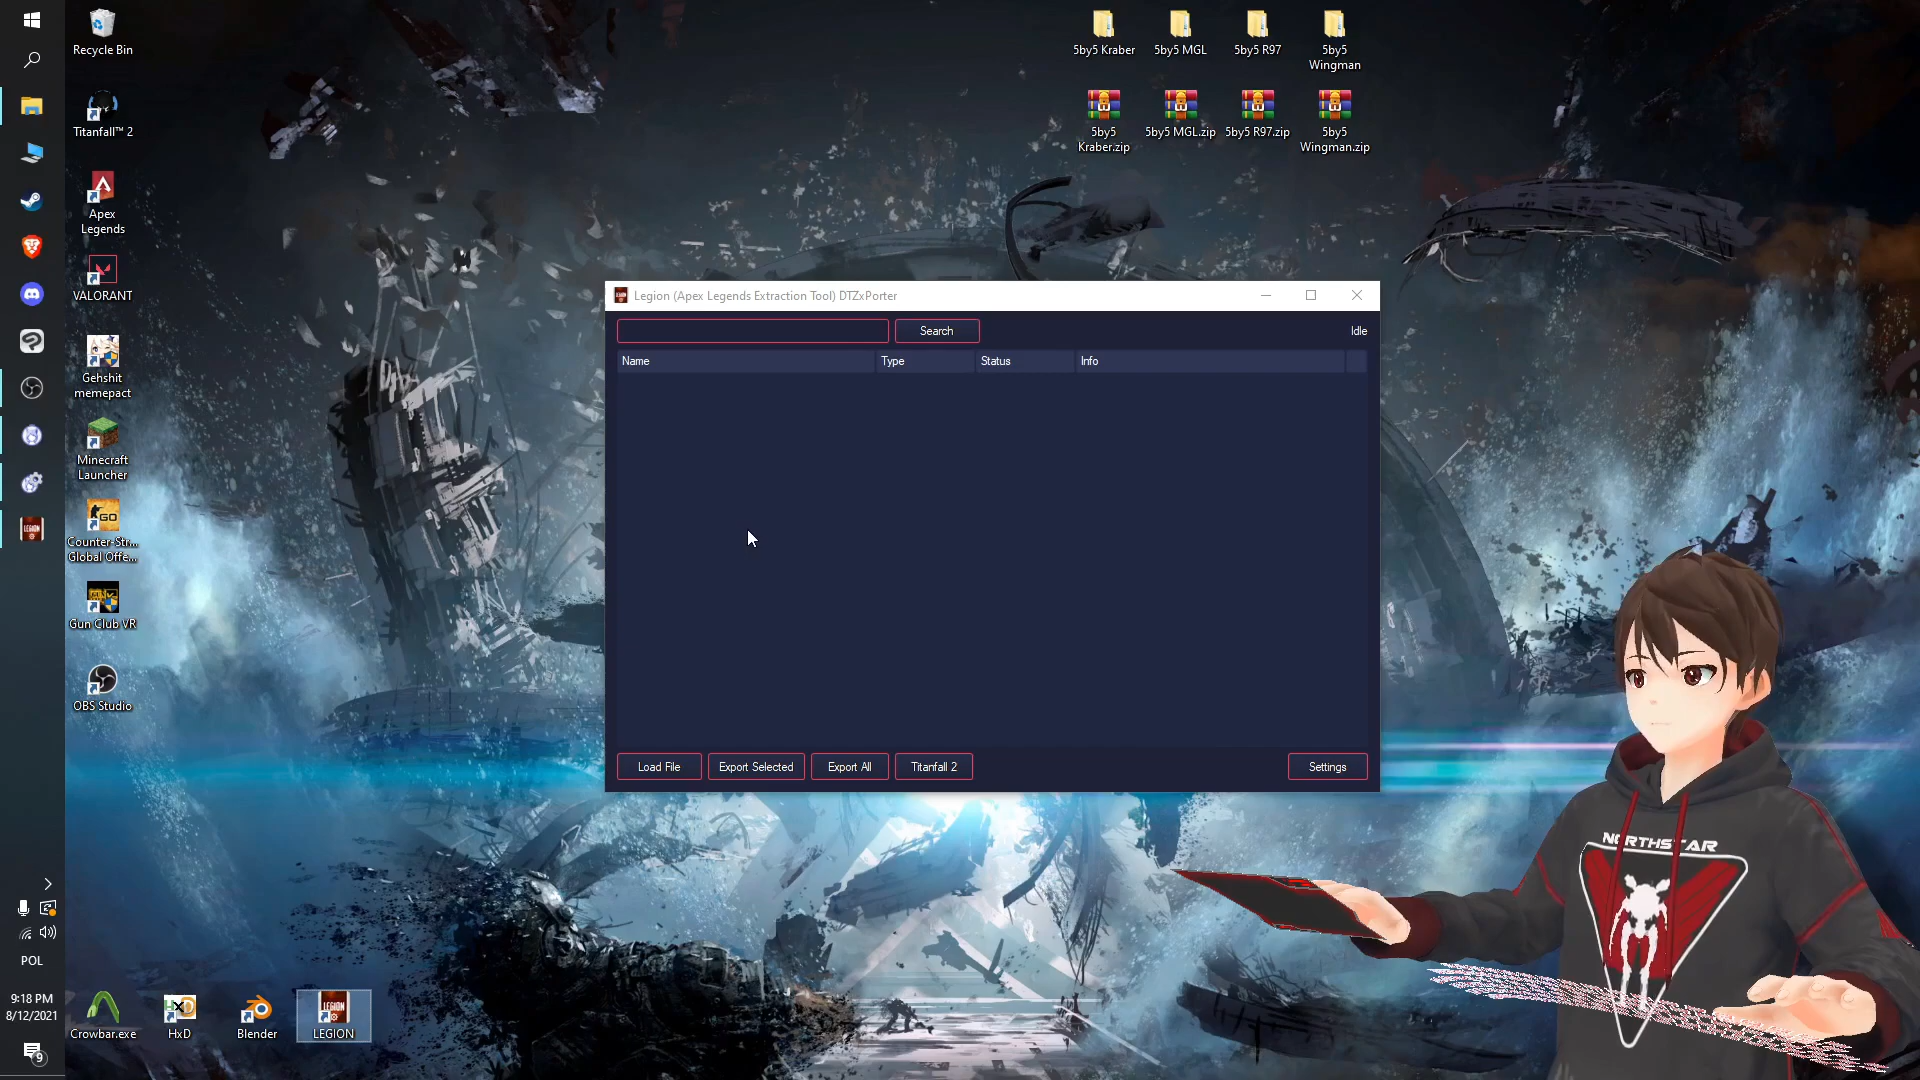 Recycle Bin
Titanfall™ 2
Apex
Legends
VALORANT
Gehshit
memepact
Minecraft
Launcher
Counter-Str...
Global Offe...
Gun Club VR
OBS Studio
5by5 Kraber
5by5 MGL
5by5 R97
5by5
Wingman
5by5
Kraber.zip
5by5 MGL.zip
5by5 R97.zip
5by5
Wingman.zip
Legion (Apex Legends Extraction Tool) DTZxPorter
Search
Idle
Name
Type
Status
Info
Load File
Export Selected
Export All
Titanfall 2
Settings
NORTHSTAR
POL
9:18 PM
8/12/2021
9
Crowbar.exe
HxD
Blender
LEGION
LEGION
GO